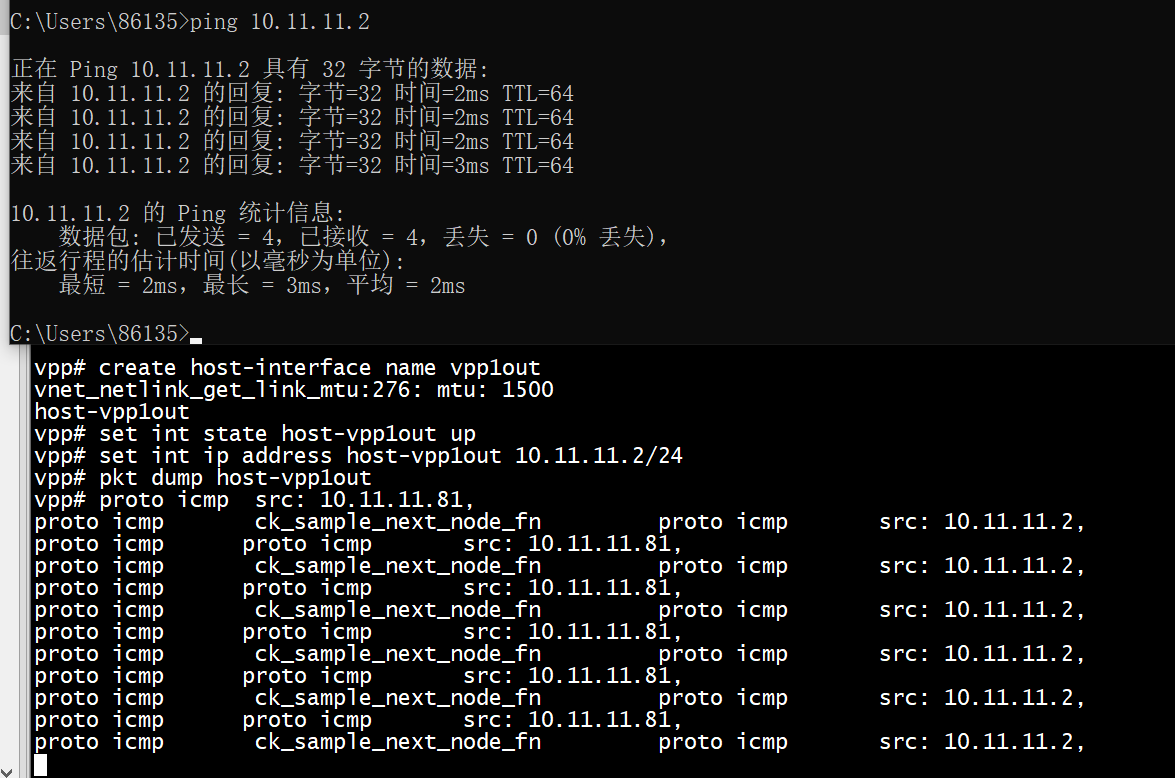 C:\Users\86135>ping 10.11.11.2
正在 Ping 10.11.11.2 具有 32 字节的数据:
来自 10.11.11.2 的回复: 字节=32 时间=2ms TTL=64
来自 10.11.11.2 的回复: 字节=32 时间=2ms TTL=64
来自 10.11.11.2 的回复: 字节=32 时间=2ms TTL=64
来自 10.11.11.2 的回复: 字节=32 时间=3ms TTL=64
10.11.11.2 的 Ping 统计信息:
数据包: 已发送 = 4，已接收 = 4，丢失 = 0 (0% 丢失)，
往返行程的估计时间(以毫秒为单位):
最短 = 2ms，最长 = 3ms，平均 = 2ms
C:\Users\86135>
vpp# create host-interface name vpp1out
vnet_netlink_get_link_mtu:276: mtu: 1500
host-vpp1out
vpp# set int state host-vpp1out up
vpp# set int ip address host-vpp1out 10.11.11.2/24
vpp# pkt dump host-vpp1out
vpp# proto icmp  src: 10.11.11.81,
proto icmp ck_sample_next_node_fn proto icmp src: 10.11.11.2,
proto icmp proto icmp src: 10.11.11.81,
proto icmp ck_sample_next_node_fn proto icmp src: 10.11.11.2,
proto icmp proto icmp src: 10.11.11.81,
proto icmp ck_sample_next_node_fn proto icmp src: 10.11.11.2,
proto icmp proto icmp src: 10.11.11.81,
proto icmp ck_sample_next_node_fn proto icmp src: 10.11.11.2,
proto icmp proto icmp src: 10.11.11.81,
proto icmp ck_sample_next_node_fn proto icmp src: 10.11.11.2,
proto icmp proto icmp src: 10.11.11.81,
proto icmp ck_sample_next_node_fn proto icmp src: 10.11.11.2,